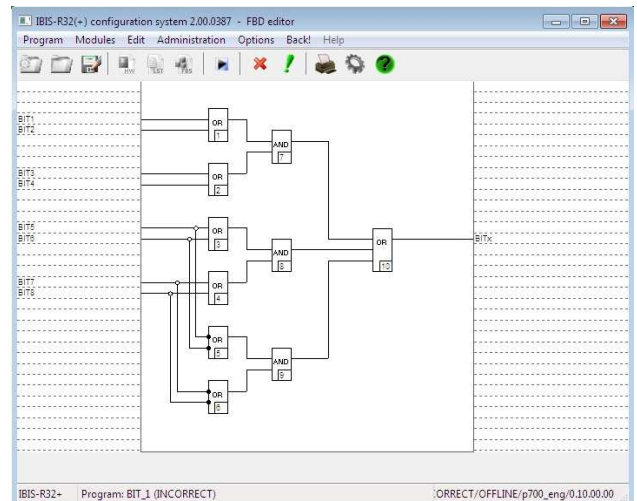 IBIS-R32(+) configuration system 2.00.0387 - FBD editor
Program Modules Edit Administration Options Back! Help
HW TEST FBS
BIT1
BIT2
BIT3
BIT4
BIT5
BIT6
BIT7
BIT8
OR
1
OR
2
OR
3
OR
4
OR
5
OR
6
AND
7
AND
8
AND
9
OR
10
BITx
IBIS-R32+ Program: BIT_1 (INCORRECT) :ORRECT/OFFLINE/p700_eng/0.10.00.00